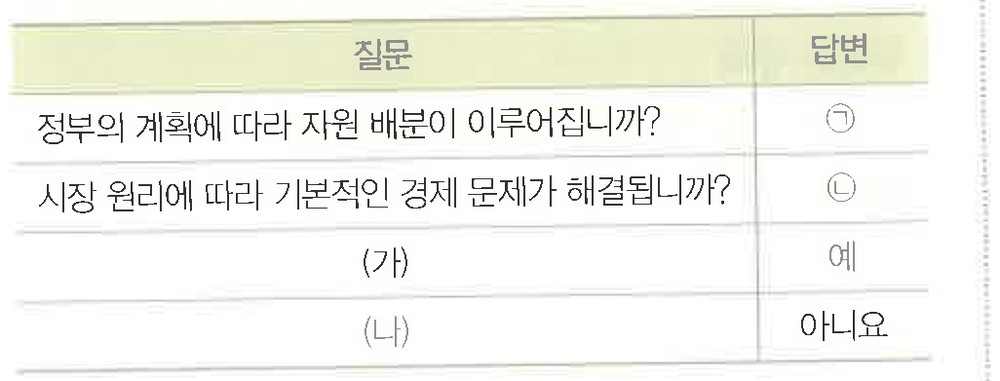 질문 답변
정부의 계획에 따라 자원 배분이 이루어집니까? ㉠
시장 원리에 따라 기본적인 경제 문제가 해결됩니까? ㉡
(가) 예
(나) 아니요